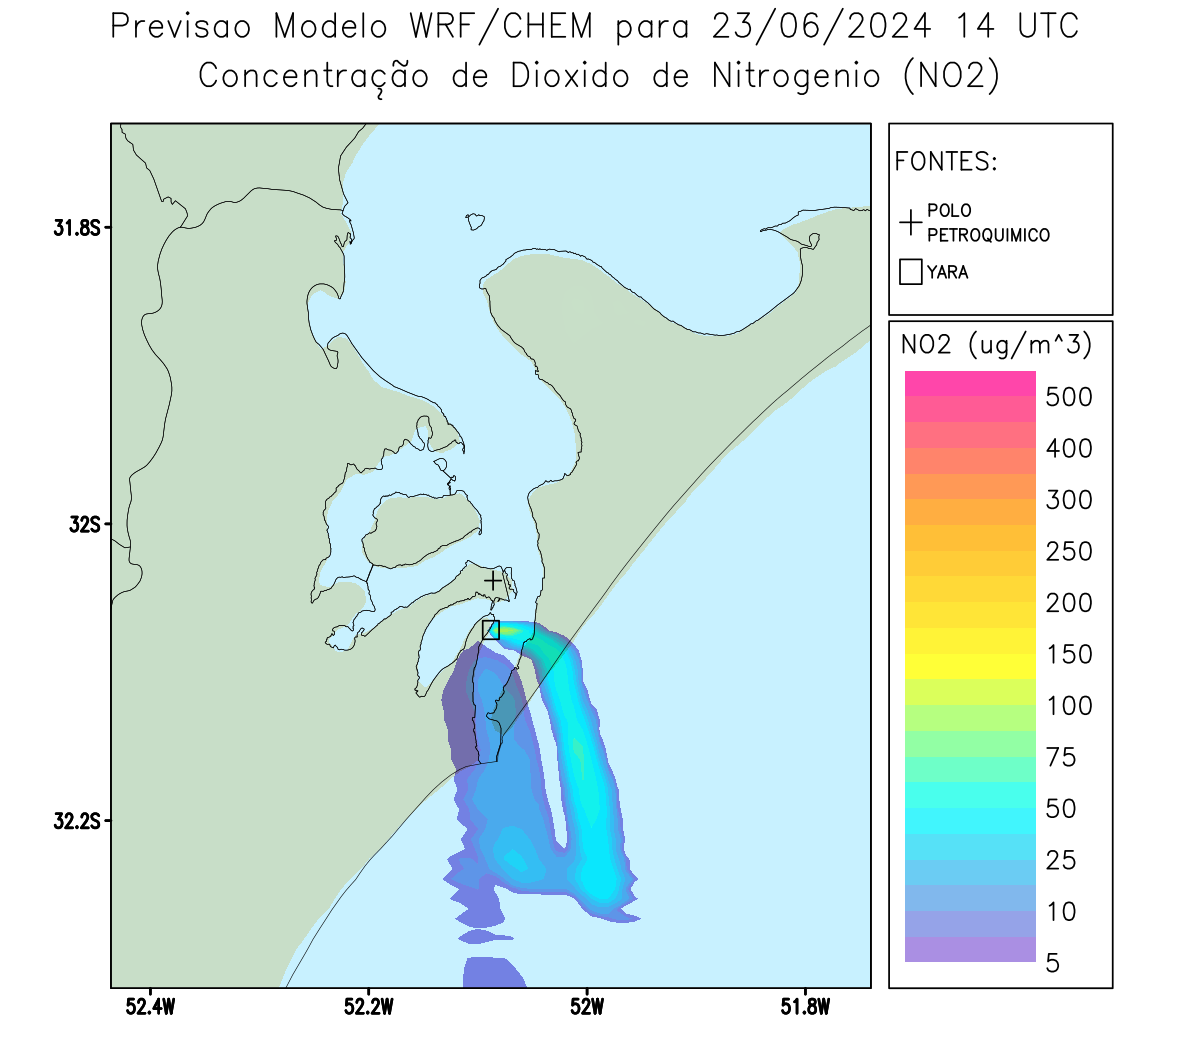 Previsao Modelo WRF/CHEM para 23/06/2024 14 UTC
Concentração de Dioxido de Nitrogenio (NO2)
FONTES:
POLO
PETROQUIMICO
YARA
NO2 (ug/m^3)
500
400
300
250
200
150
100
75
50
25
10
5
31.8S
32S
32.2S
52.4W
52.2W
52W
51.8W